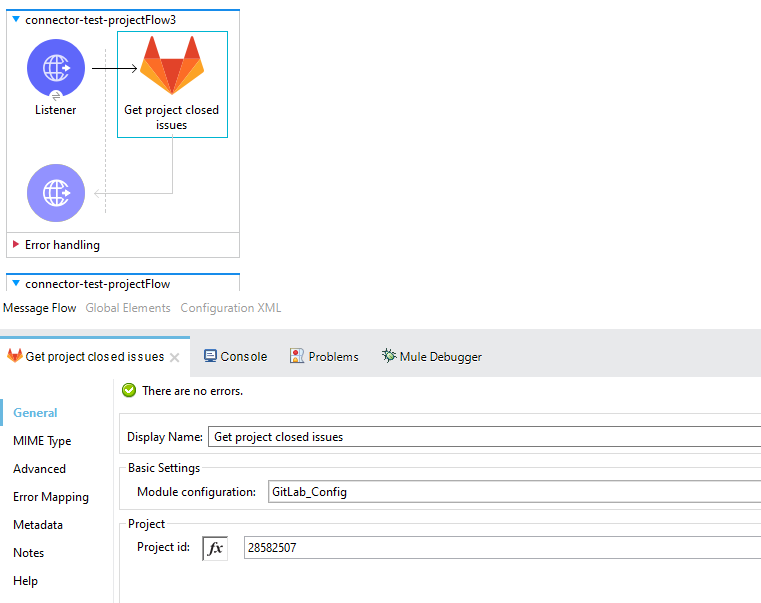 connector-test-projectFlow3
Listener
Get project closed
issues
Error handling
connector-test-projectFlow
Message Flow Global Elements Configuration XML
Get project closed issues Console Problems Mule Debugger
There are no errors.
General
MIME Type
Advanced
Error Mapping
Metadata
Notes
Help
Display Name: Get project closed issues
Basic Settings
Module configuration: GitLab_Config
Project
Project id: fx 28582507